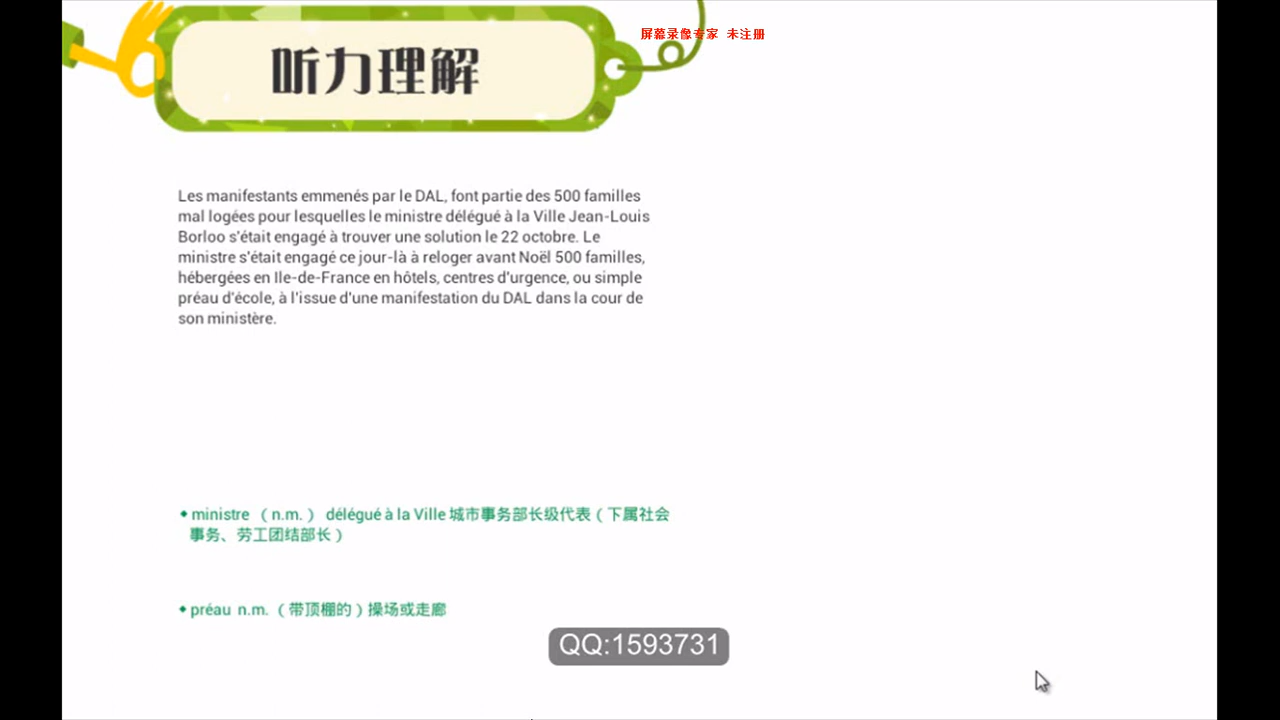 屏幕录像专家 未注册
听力理解
Les manifestants emmenés par le DAL, font partie des 500 familles
mal logées pour lesquelles le ministre délégué à la Ville Jean-Louis
Borloo s'était engagé à trouver une solution le 22 octobre. Le
ministre s'était engagé ce jour-là à reloger avant Noël 500 familles,
hébergées en Ile-de-France en hôtels, centres d'urgence, ou simple
préau d'école, à l'issue d'une manifestation du DAL dans la cour de
son ministère.
◆ ministre （n.m.） délégué à la Ville 城市事务部长级代表（下属社会
事务、劳工团结部长）
◆ préau n.m.（带顶棚的）操场或走廊
QQ:1593731